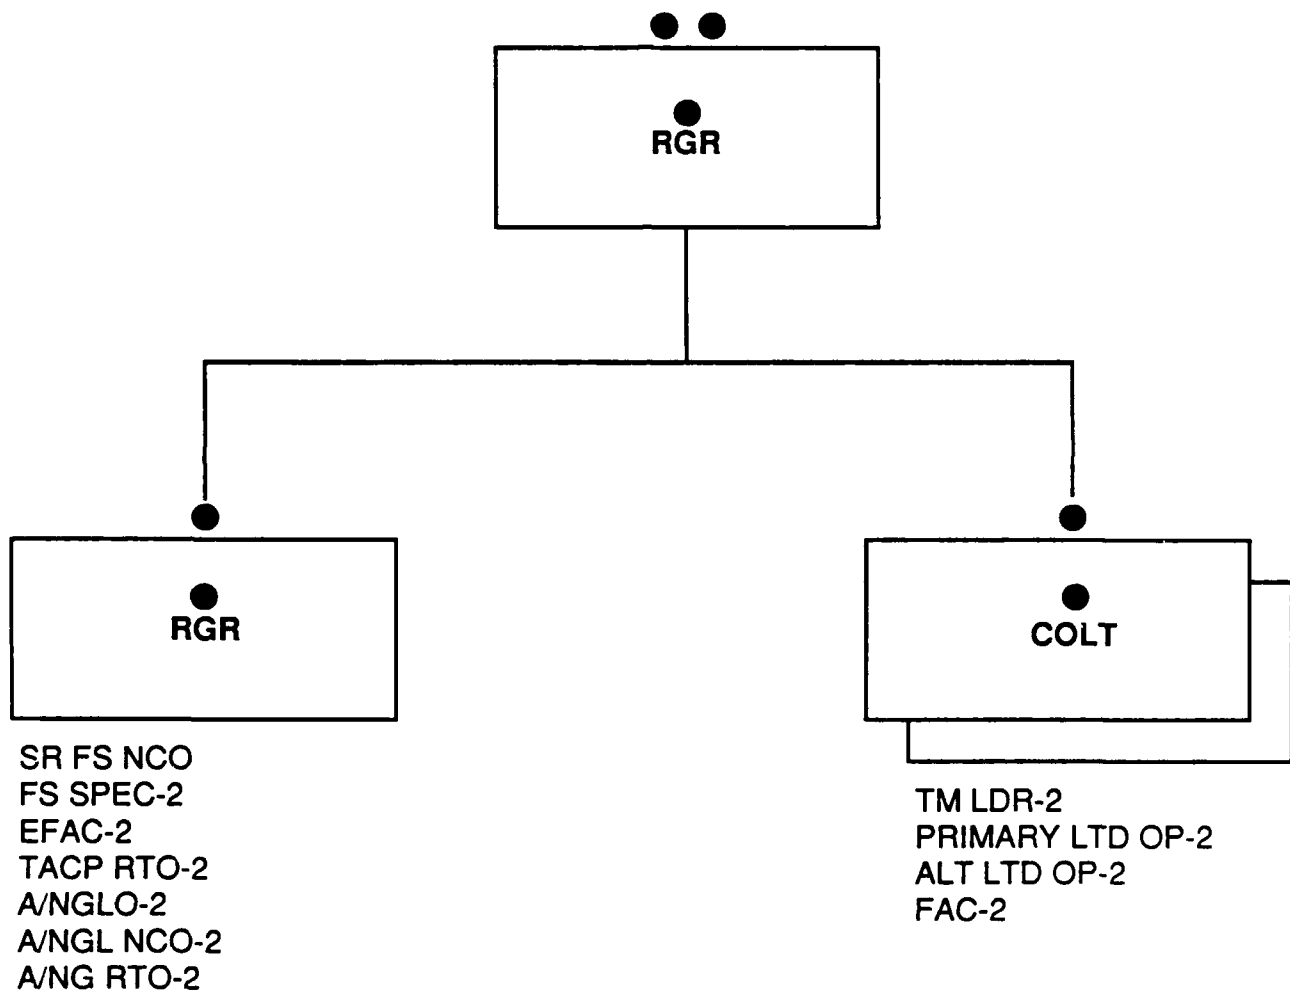 RGR
RGR
COLT
SR FS NCO
FS SPEC-2
EFAC-2
TACP RTO-2
A/NGLO-2
A/NGL NCO-2
A/NG RTO-2
TM LDR-2
PRIMARY LTD OP-2
ALT LTD OP-2
FAC-2